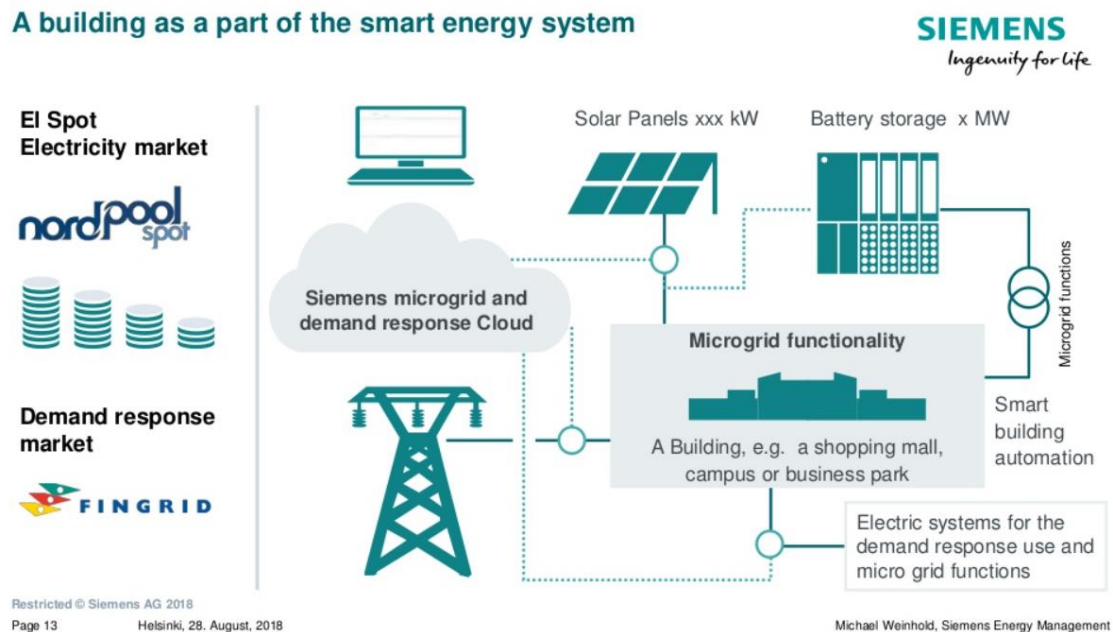 A building as a part of the smart energy system
SIEMENS
Ingenuity for life
El Spot
Electricity market
nordpool
spot
Demand response
market
FINGRID
Solar Panels xxx kW
Battery storage x MW
Siemens microgrid and
demand response Cloud
Microgrid functionality
A Building, e.g. a shopping mall,
campus or business park
Microgrid functions
Smart
building
automation
Electric systems for the
demand response use and
micro grid functions
Restricted © Siemens AG 2018
Page 13
Helsinki, 28. August, 2018
Michael Weinhold, Siemens Energy Management